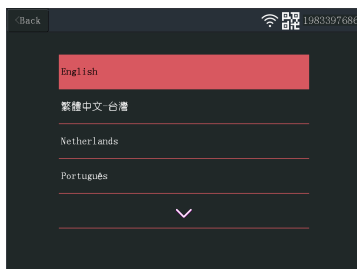 <Back
1983397686
English
繁體中文-台灣
Netherlands
Português